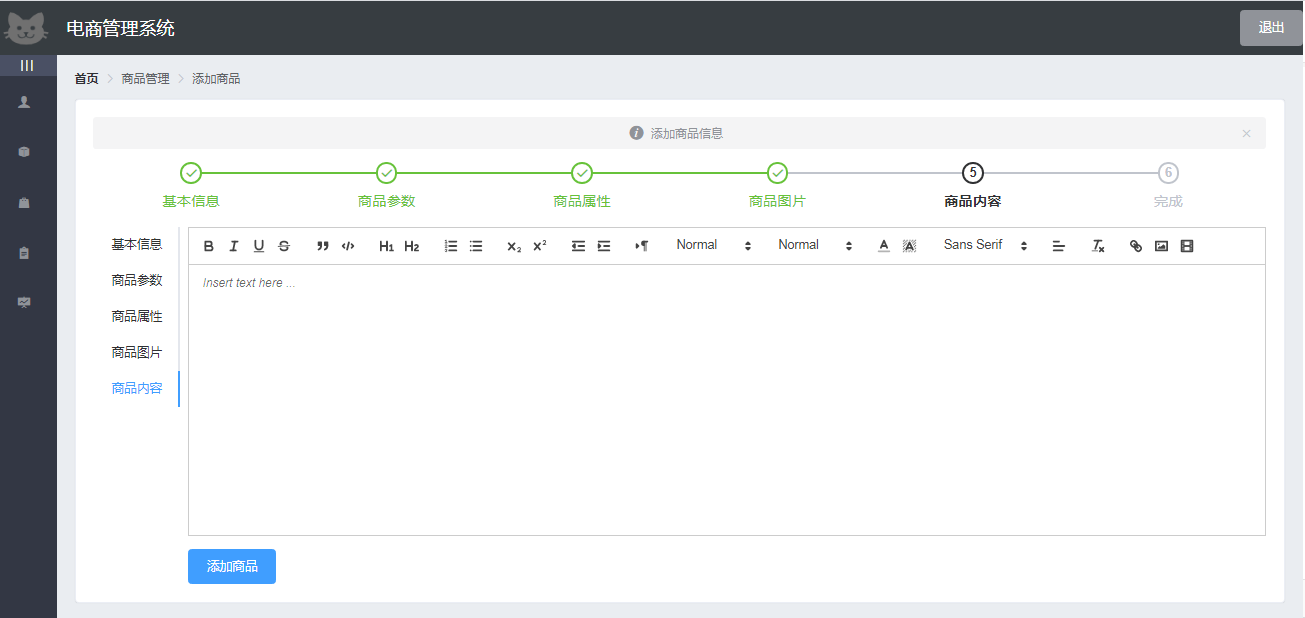 电商管理系统
退出
首页 > 商品管理 > 添加商品
添加商品信息
5 6
基本信息 商品参数 商品属性 商品图片 商品内容 完成
B I U S H1 H2 X2 X2 Normal Normal A A Sans Serif Tx
Insert text here ...
基本信息
商品参数
商品属性
商品图片
商品内容
添加商品